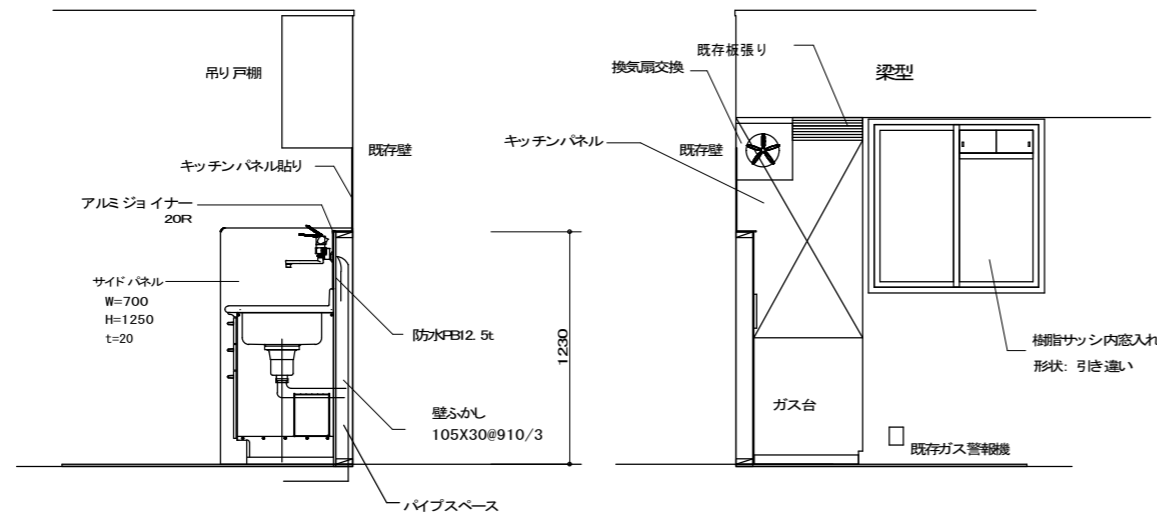 吊り戸棚
既存壁
キッチンパネル貼り
アルミジョイナー
20R
サイドパネル
W=700
H=1250
t=20
防水PB12.5t
1230
壁ふかし
105X30@910/3
パイプスペース
既存板張り
換気扇交換
梁型
キッチンパネル
既存壁
樹脂サッシ内窓入れ
形状: 引き違い
ガス台
既存ガス警報機